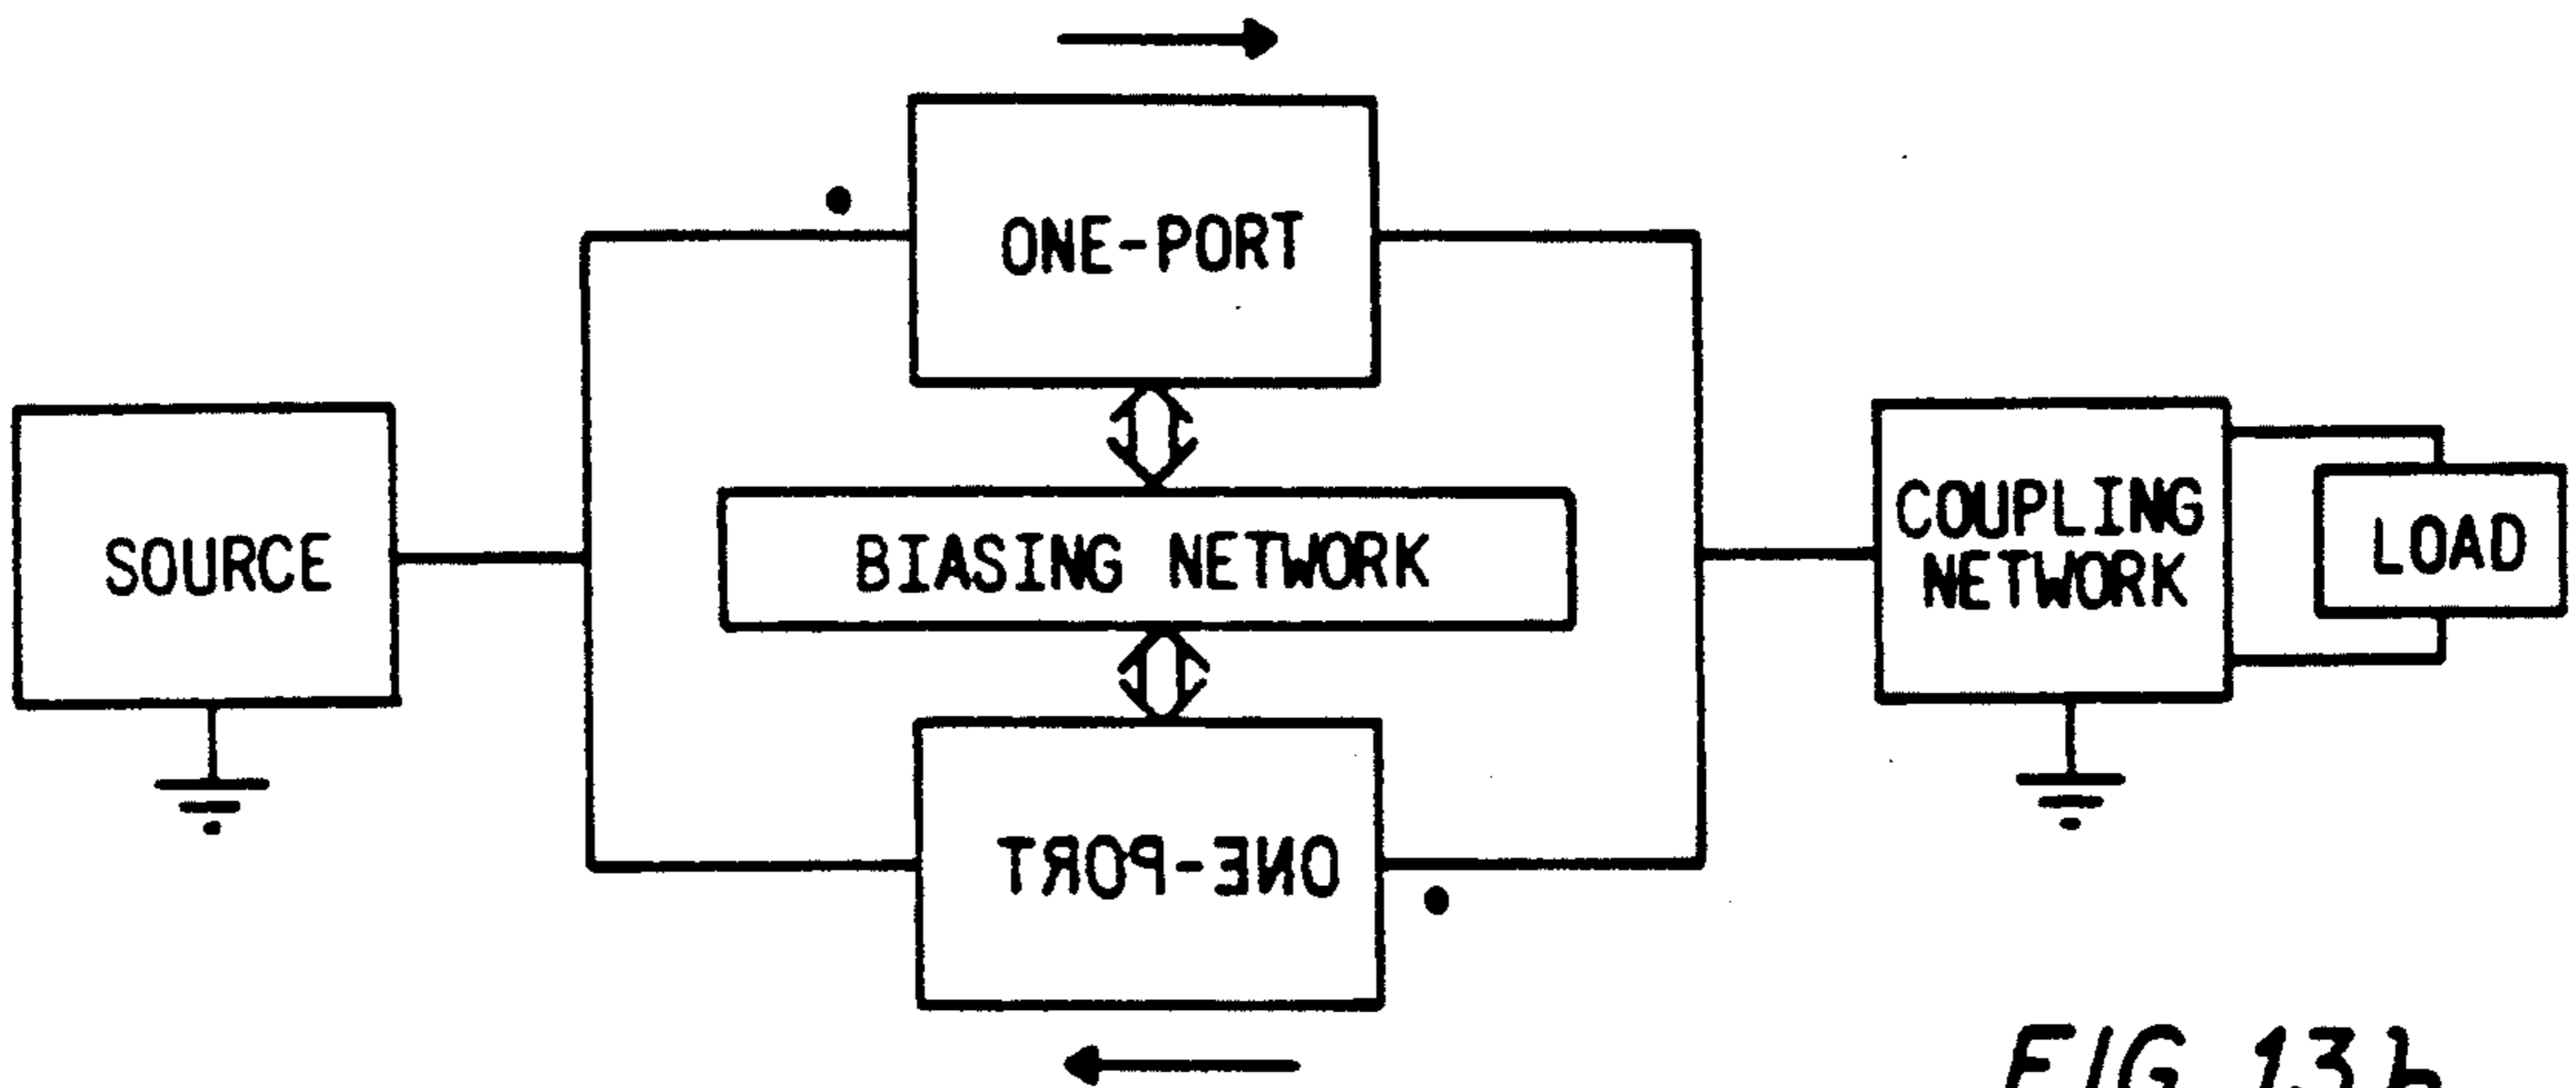 ONE-PORT
SOURCE
BIASING NETWORK
COUPLING
NETWORK
LOAD
ONE-PORT
FIG 13b